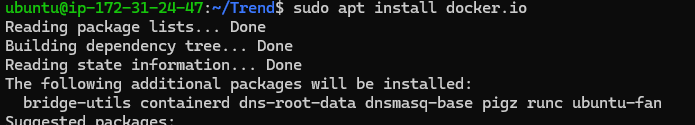 ubuntu@ip-172-31-24-47:~/Trend$ sudo apt install docker.io
Reading package lists... Done
Building dependency tree... Done
Reading state information... Done
The following additional packages will be installed:
  bridge-utils containerd dns-root-data dnsmasq-base pigz runc ubuntu-fan
Suggested packages: